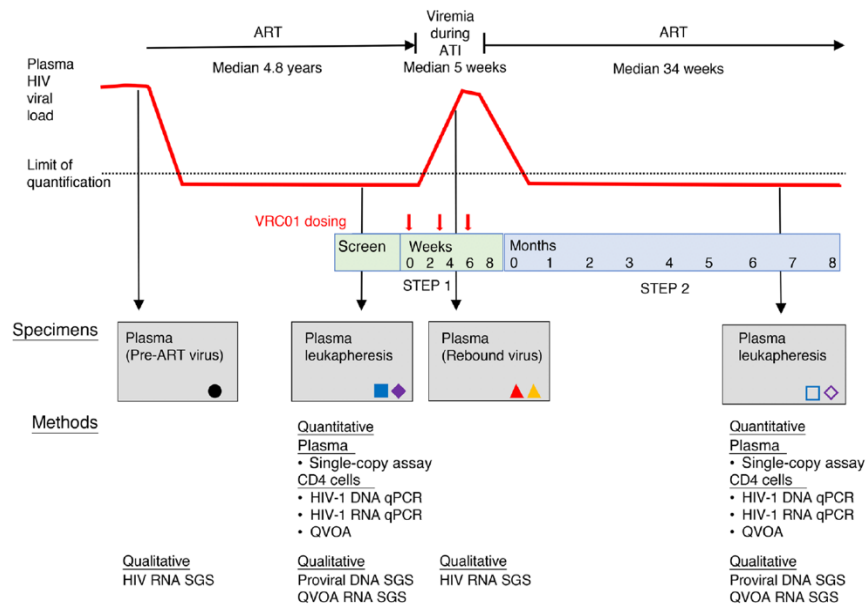 ART
Viremia
during
ATI
ART
Median 4.8 years
Median 5 weeks
Median 34 weeks
Plasma
HIV
viral
load
Limit of
quantification
VRC01 dosing
Screen
Weeks
0 2 4 6 8
Months
0 1 2 3 4 5 6 7 8
STEP 1
STEP 2
Specimens
Plasma
(Pre-ART virus)
Plasma
leukapheresis
Plasma
(Rebound virus)
Plasma
leukapheresis
Methods
Quantitative
Plasma
• Single-copy assay
CD4 cells
• HIV-1 DNA qPCR
• HIV-1 RNA qPCR
• QVOA
Quantitative
Plasma
• Single-copy assay
CD4 cells
• HIV-1 DNA qPCR
• HIV-1 RNA qPCR
• QVOA
Qualitative
HIV RNA SGS
Qualitative
Proviral DNA SGS
QVOA RNA SGS
Qualitative
HIV RNA SGS
Qualitative
Proviral DNA SGS
QVOA RNA SGS